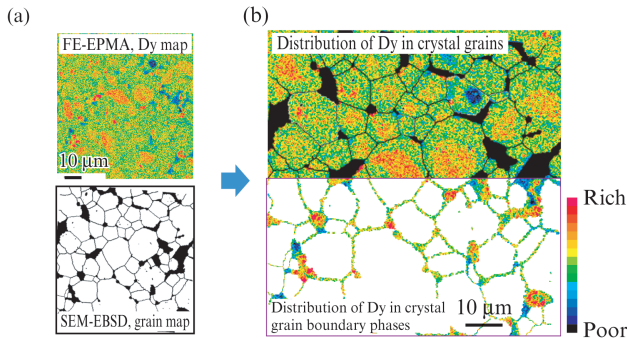 (a)
FE-EPMA, Dy map
10 μm
SEM-EBSD, grain map
(b)
Distribution of Dy in crystal grains
Distribution of Dy in crystal
grain boundary phases
10 μm
Rich
Poor